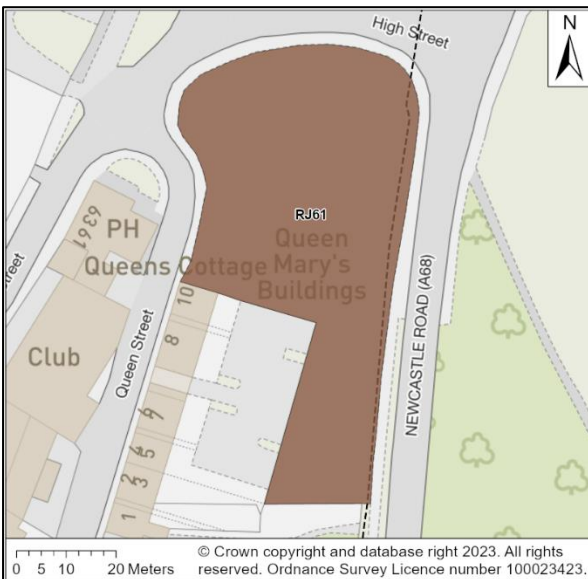 High Street
N
RJ61
6361
PH
Queens Cottage
Queen
Mary's
Buildings
10
8
Club
Queen Street
NEWCASTLE ROAD (A68)
6
7
4
5
2
3
1
0 5 10 20 Meters
© Crown copyright and database right 2023. All rights
reserved. Ordnance Survey Licence number 100023423.